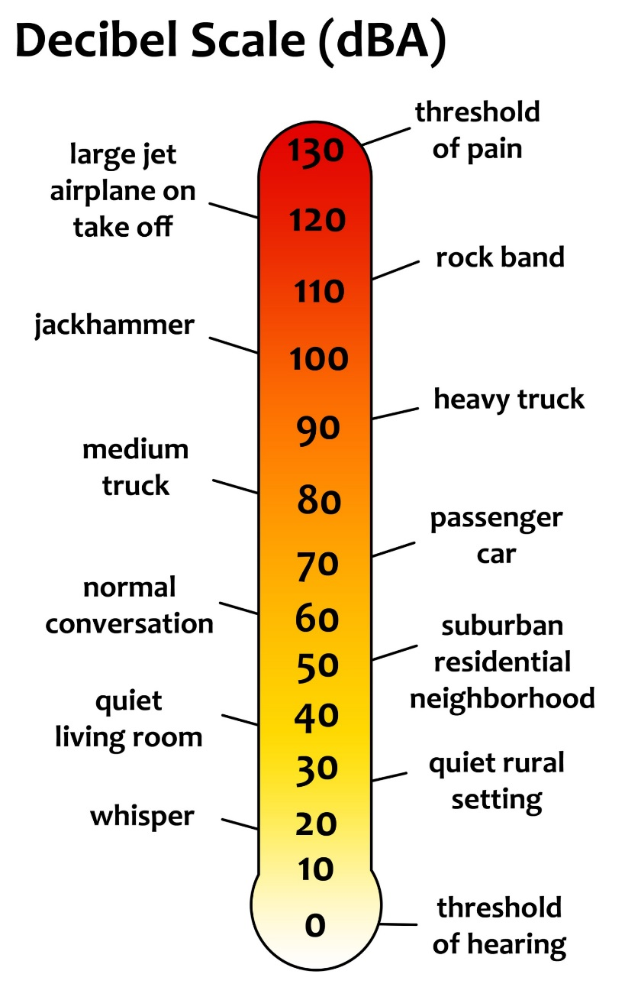 Decibel Scale (dBA)
threshold
of pain
130
large jet
airplane on
take off
120
rock band
110
jackhammer
100
heavy truck
90
medium
truck
80
passenger
car
70
normal
conversation
60
suburban
residential
neighborhood
50
quiet
living room
40
quiet rural
setting
30
whisper
20
10
threshold
of hearing
0